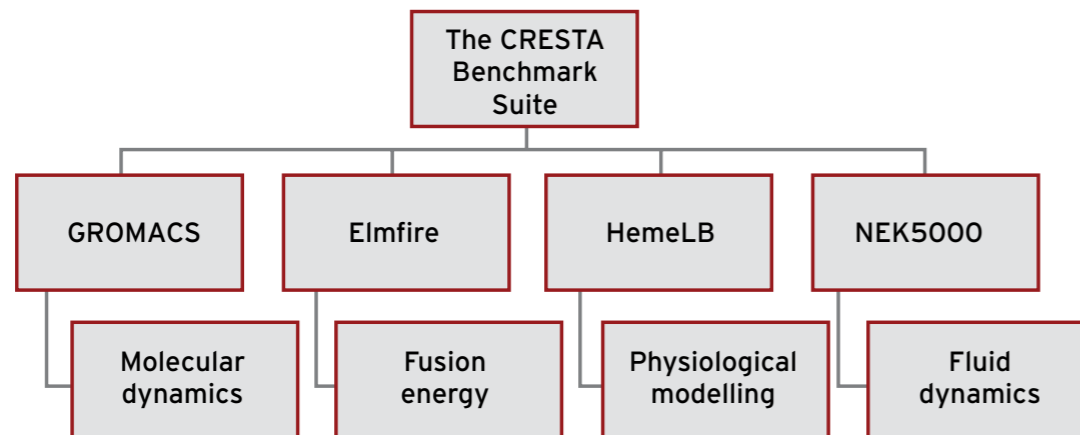 The CRESTA
Benchmark
Suite
GROMACS
Elmfire
HemeLB
NEK5000
Molecular
dynamics
Fusion
energy
Physiological
modelling
Fluid
dynamics